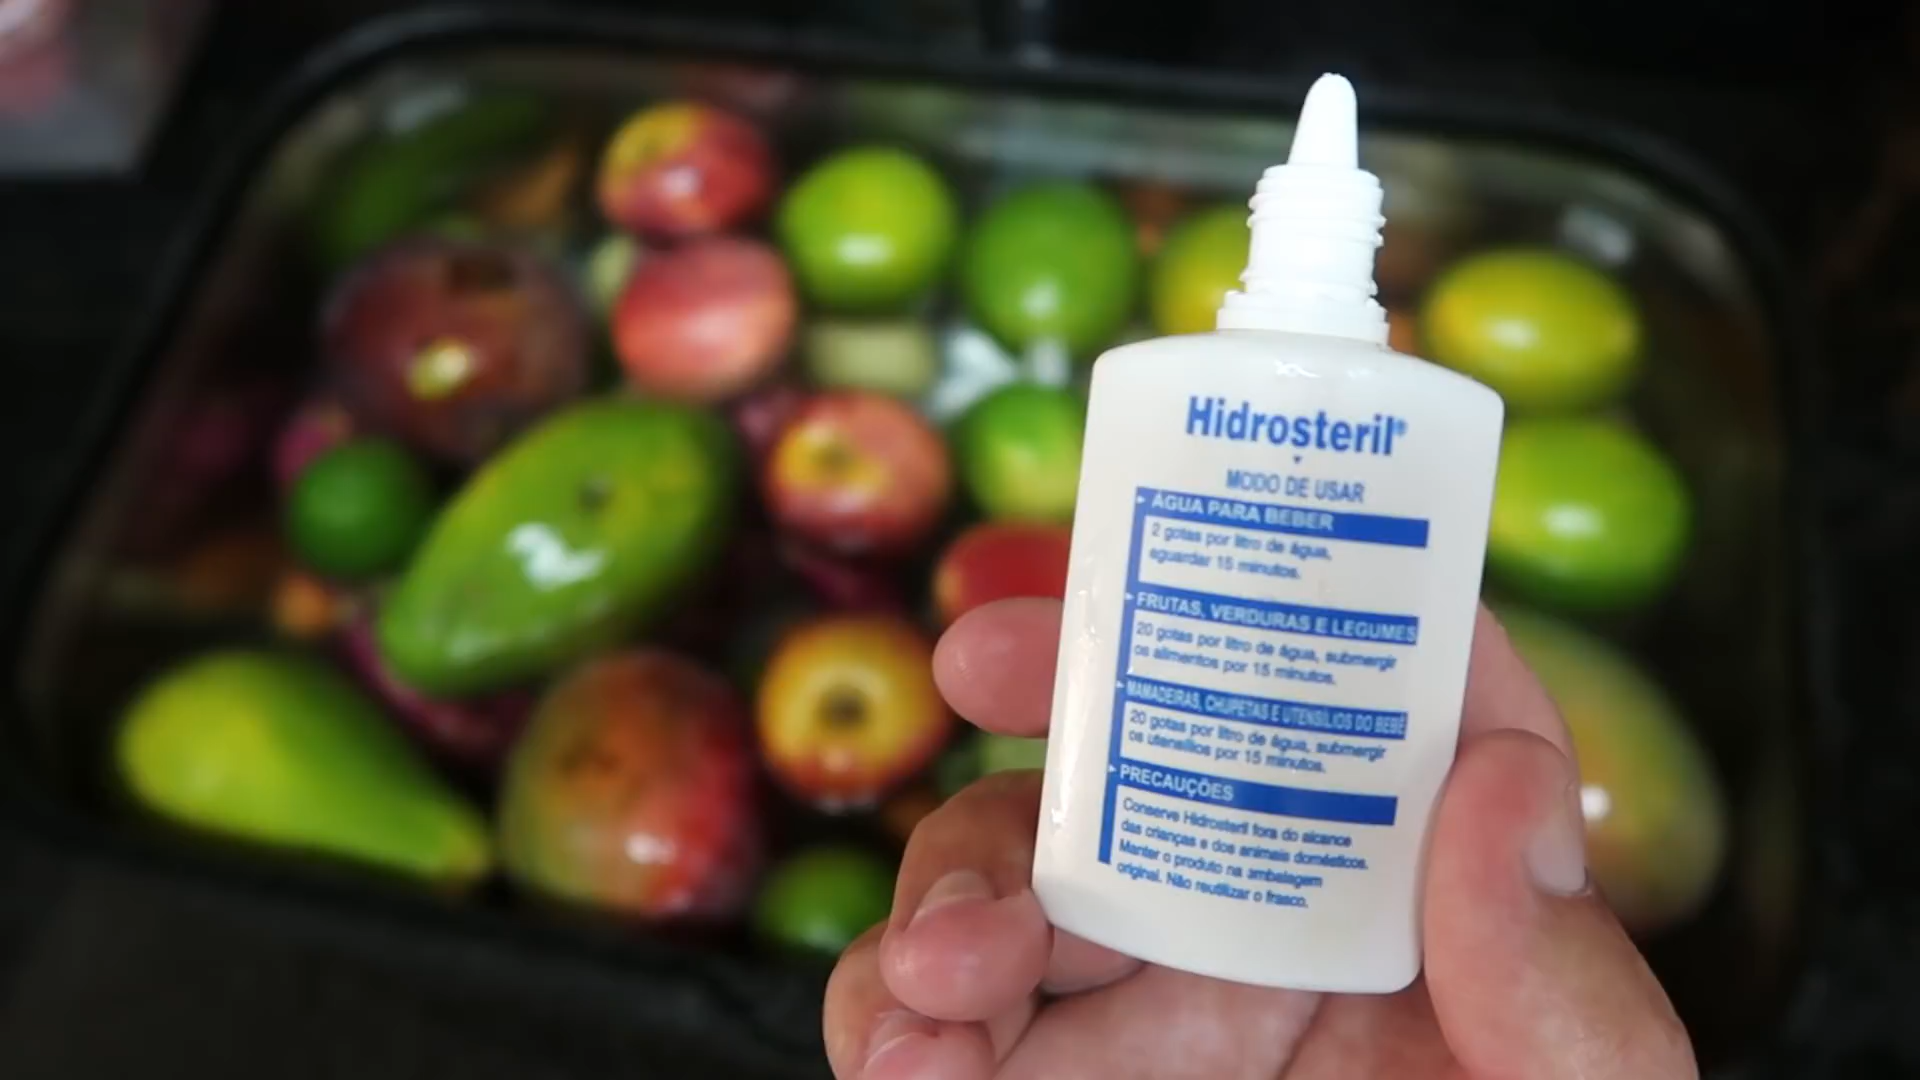 Hidrosteril®
MODO DE USAR
ÁGUA PARA BEBER
2 gotas por litro de água,
aguardar 15 minutos.
FRUTAS, VERDURAS E LEGUMES
20 gotas por litro de água, submergir
os alimentos por 15 minutos.
MAMADEIRAS, CHUPETAS E UTENSÍLIOS DO BEBÊ
20 gotas por litro de água, submergir
os utensílios por 15 minutos.
PRECAUÇÕES
Conserve Hidrosteril fora do alcance
das crianças e dos animais domésticos.
Manter o produto na embalagem
original. Não reutilizar o frasco.